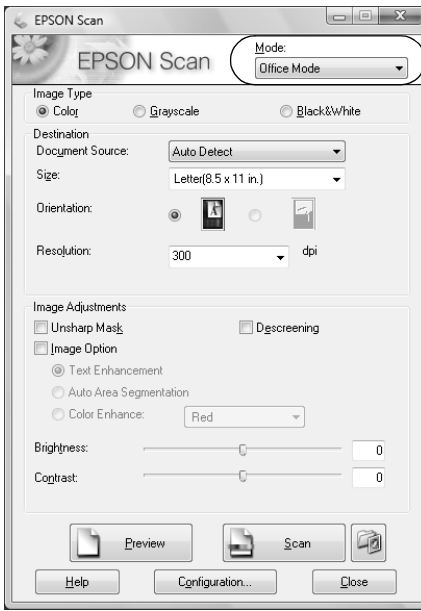 EPSON Scan
EPSON Scan
Mode:
Office Mode
Image Type
Color Grayscale Black&White
Destination
Document Source: Auto Detect
Size: Letter(8.5 x 11 in.)
Orientation:
Resolution: 300 dpi
Image Adjustments
Unsharp Mask Descreening
Image Option
Text Enhancement
Auto Area Segmentation
Color Enhance: Red
Brightness: 0
Contrast: 0
Preview Scan
Help Configuration... Close